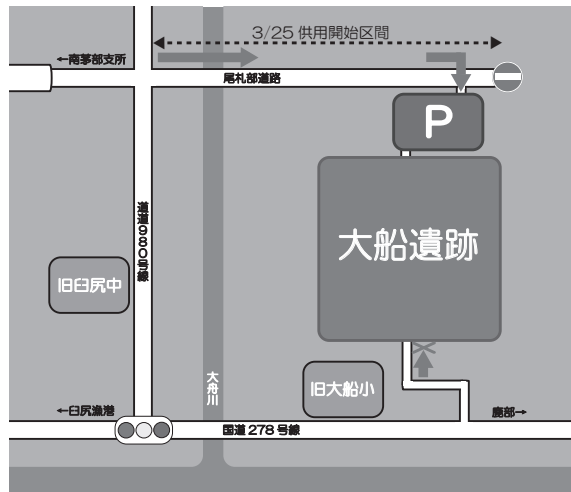 3/25 供用開始区間
←南茅部支所
尾札部道路
P
大船遺跡
道道980号線
旧臼尻中
大舟川
旧大船小
←臼尻漁港
鹿部→
国道278号線